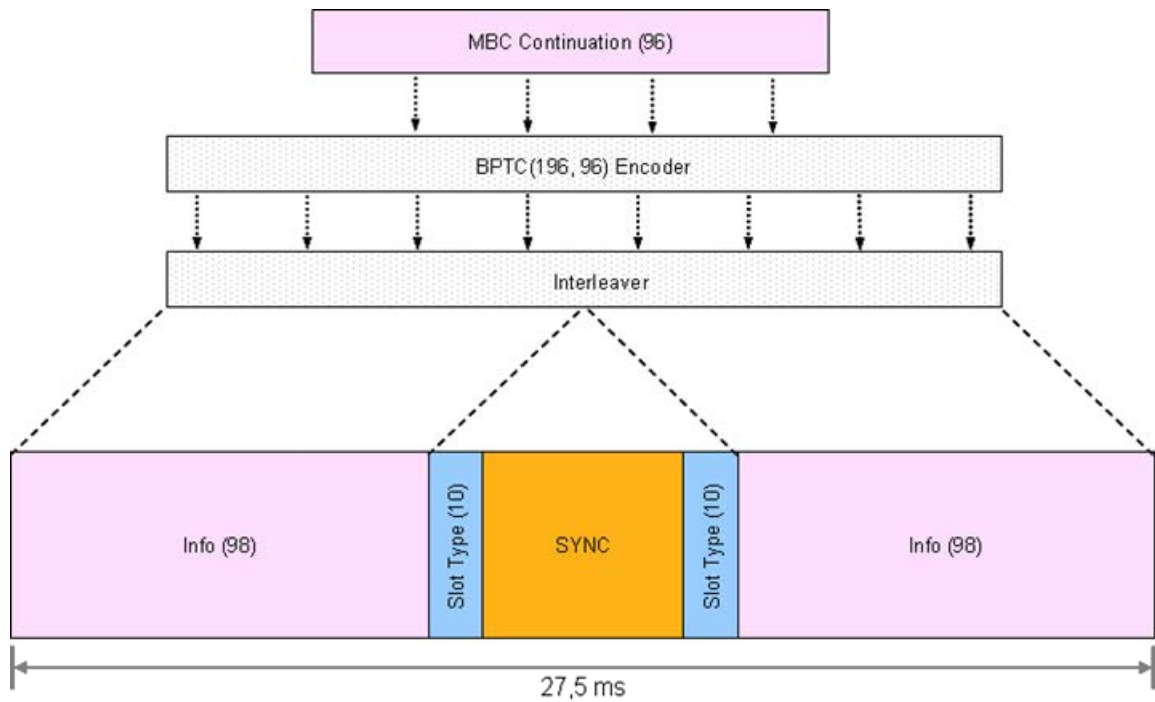 MBC Continuation (96)
BPTC(196, 96) Encoder
Interleaver
Info (98)
Slot Type (10)
SYNC
Slot Type (10)
Info (98)
27,5 ms